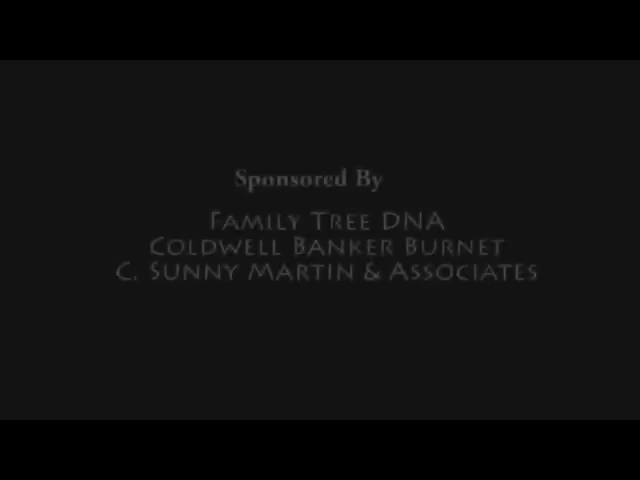 Sponsored By
Family Tree DNA
Coldwell Banker Burnet
C. Sunny Martin & Associates